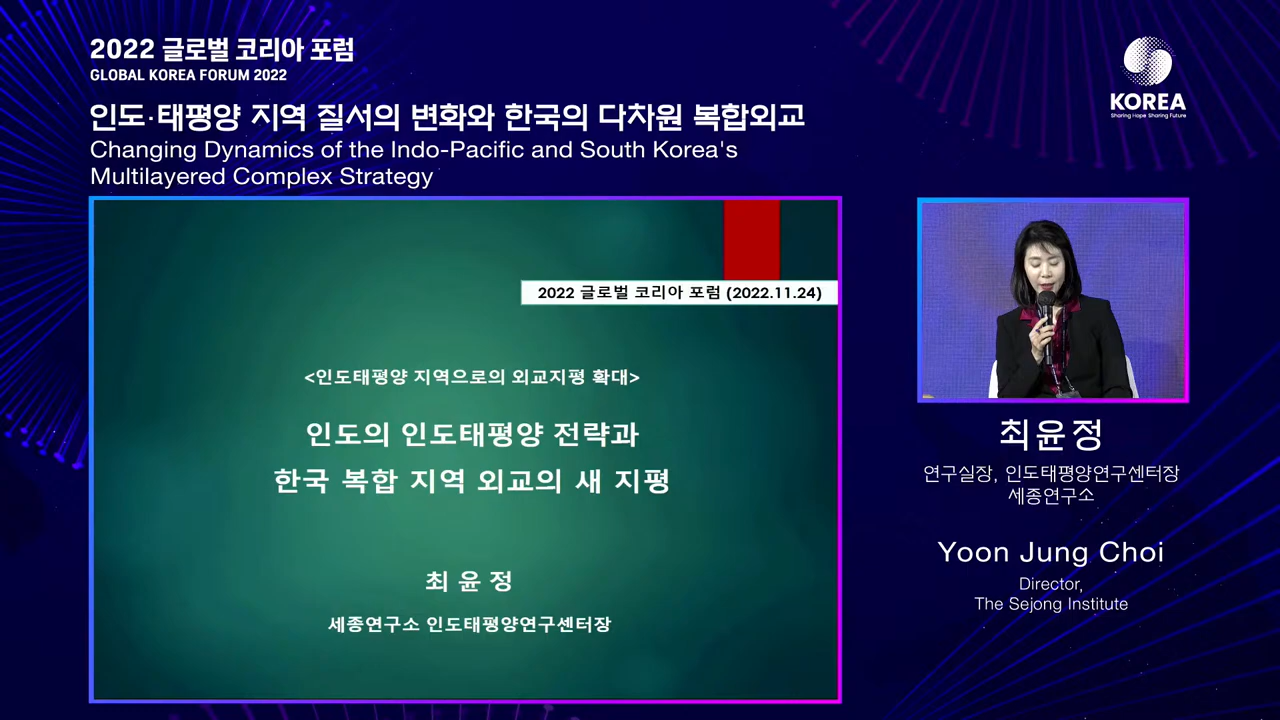 2022 글로벌 코리아 포럼
GLOBAL KOREA FORUM 2022
KOREA
Sharing Hope Sharing Future
인도·태평양 지역 질서의 변화와 한국의 다차원 복합외교
Changing Dynamics of the Indo-Pacific and South Korea's
Multilayered Complex Strategy
2022 글로벌 코리아 포럼 (2022.11.24)
<인도태평양 지역으로의 외교지평 확대>
인도의 인도태평양 전략과
한국 복합 지역 외교의 새 지평
최 윤 정
세종연구소 인도태평양연구센터장
최윤정
연구실장, 인도태평양연구센터장
세종연구소
Yoon Jung Choi
Director,
The Sejong Institute